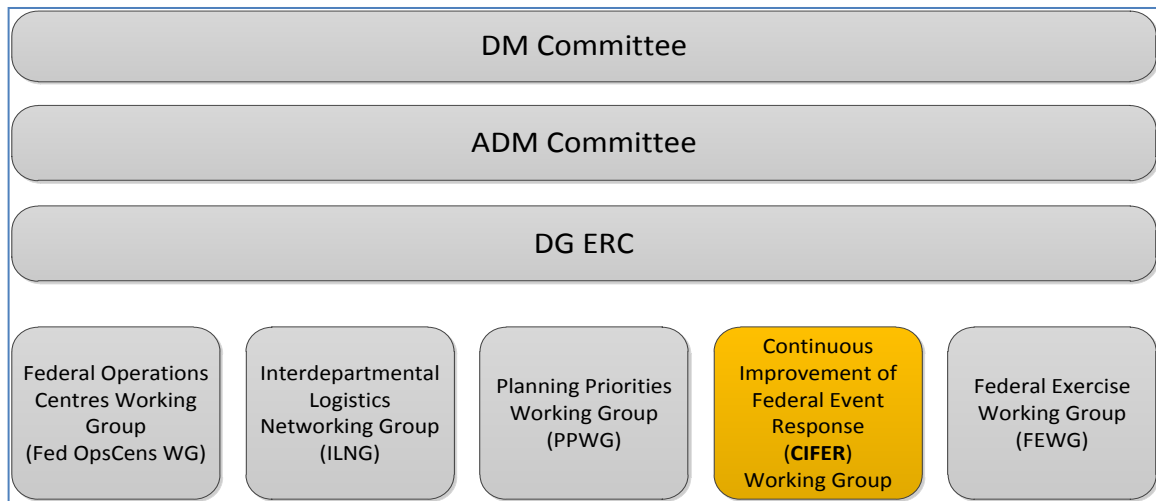 DM Committee
ADM Committee
DG ERC
Federal Operations
Centres Working
Group
(Fed OpsCens WG)
Interdepartmental
Logistics
Networking Group
(ILNG)
Planning Priorities
Working Group
(PPWG)
Continuous
Improvement of
Federal Event
Response
(CIFER)
Working Group
Federal Exercise
Working Group
(FEWG)